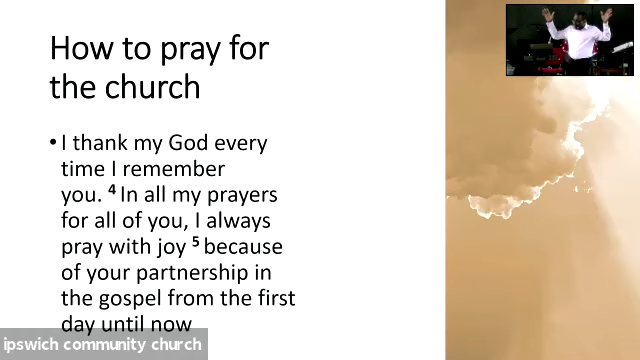 How to pray for
the church
• I thank my God every
time I remember
you. ⁴ In all my prayers
for all of you, I always
pray with joy ⁵ because
of your partnership in
the gospel from the first
day until now
ipswich community church